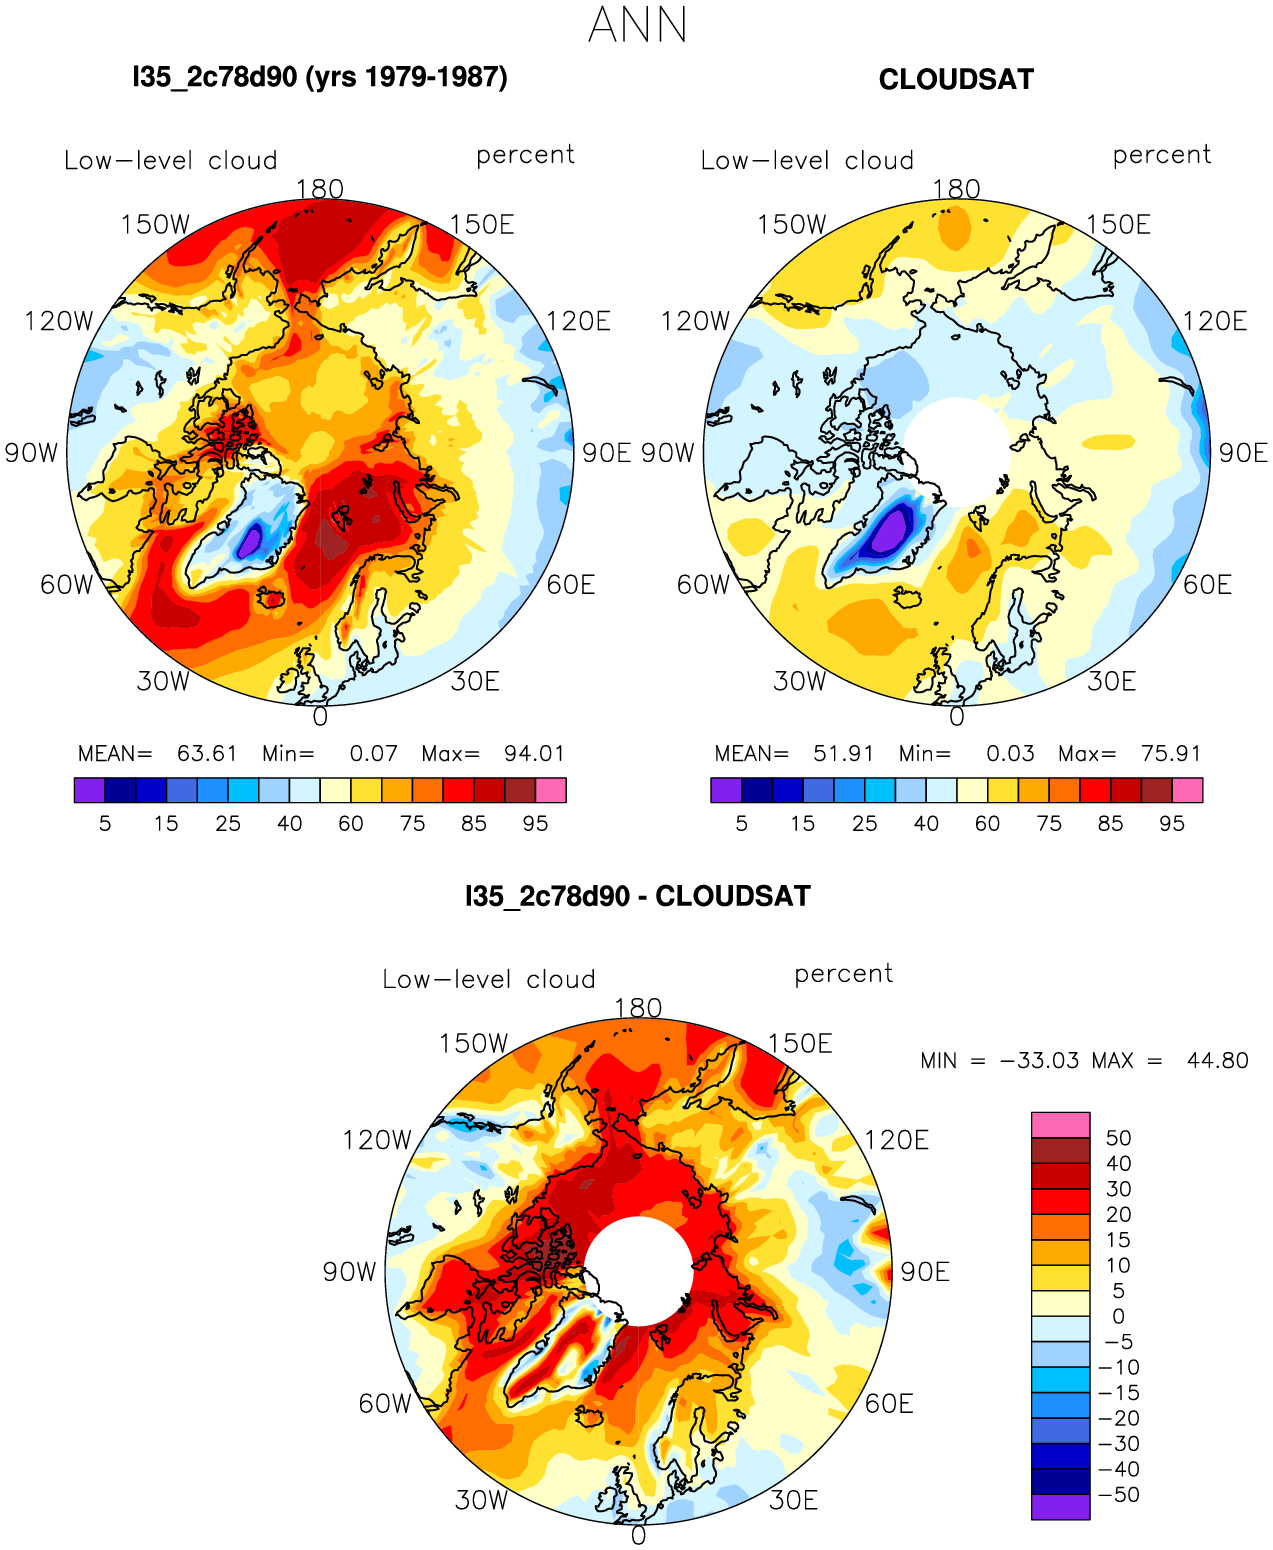 ANN
I35_2c78d90 (yrs 1979-1987)
CLOUDSAT
Low-level cloud percent
Low-level cloud percent
180
150W 150E
120W 120E
90W 90E
60W 60E
30W 30E
0
180
150W 150E
120W 120E
90W 90E
60W 60E
30W 30E
0
MEAN= 63.61 Min= 0.07 Max= 94.01
5 15 25 40 60 75 85 95
MEAN= 51.91 Min= 0.03 Max= 75.91
5 15 25 40 60 75 85 95
I35_2c78d90 - CLOUDSAT
Low-level cloud percent
180
150W 150E
120W 120E
90W 90E
60W 60E
30W 30E
0
MIN = -33.03 MAX = 44.80
50
40
30
20
15
10
5
0
-5
-10
-15
-20
-30
-40
-50